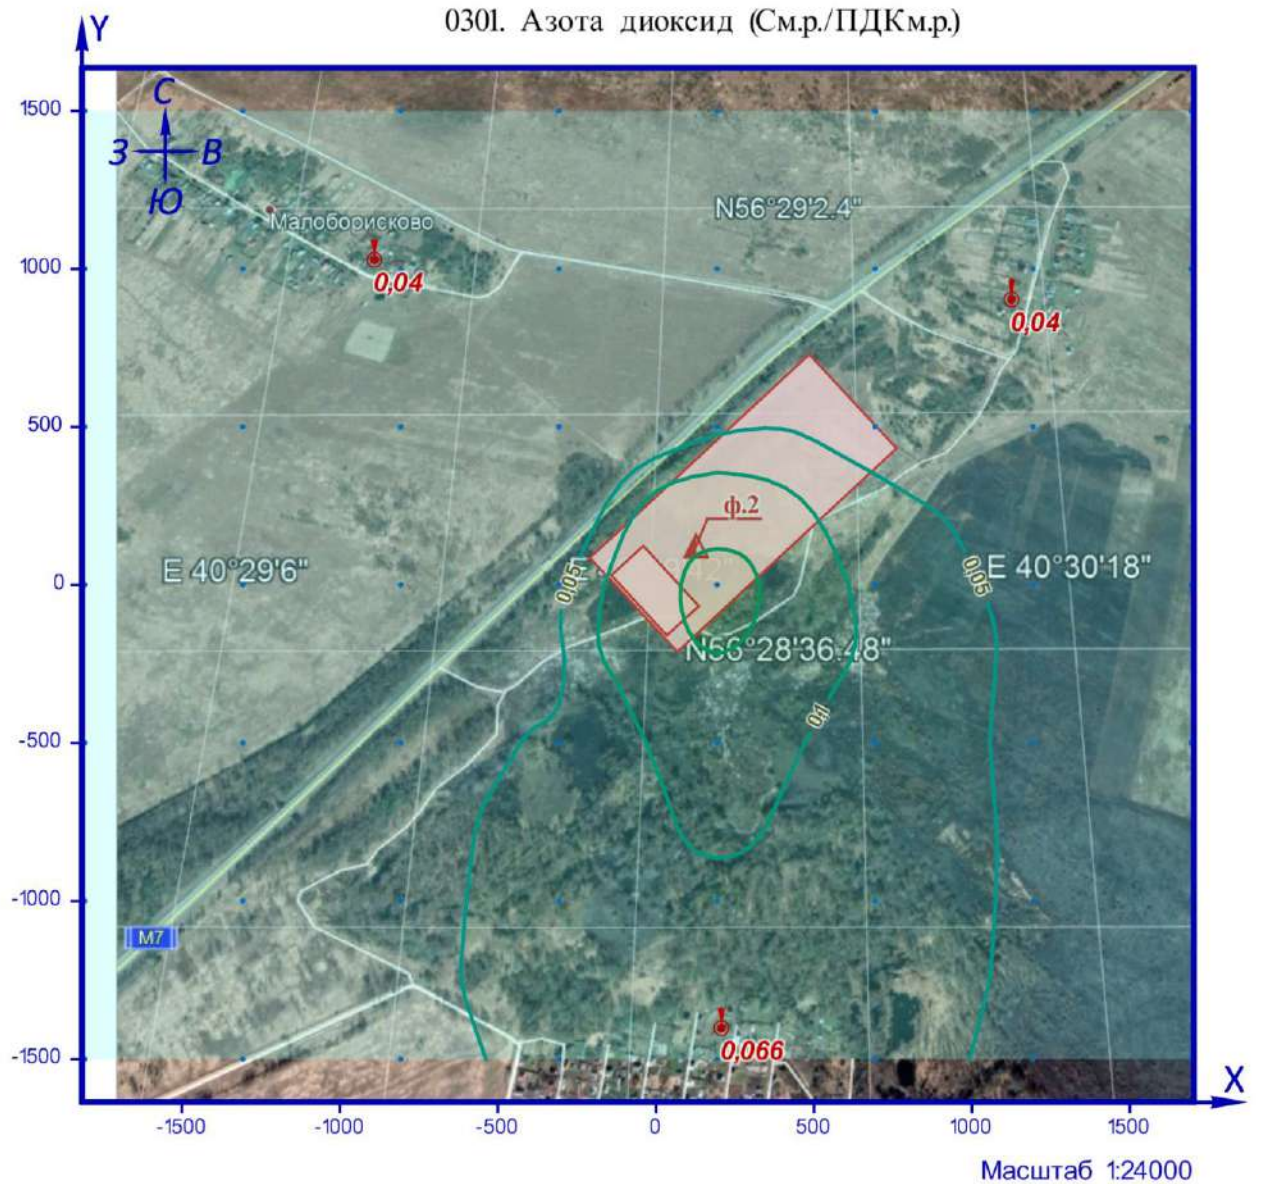 0301. Азота диоксид (См.р./ПДКм.р.)
Y
С
З В
Ю
Малоборисково
N56°29'2.4"
0,04
0,04
ф.2
E 40°29'6"
0,05
0,05
E 40°30'18"
N56°28'36.48"
0,1
М7
0,066
1500
1000
500
0
-500
-1000
-1500
-1500 -1000 -500 0 500 1000 1500
X
Масштаб 1:24000